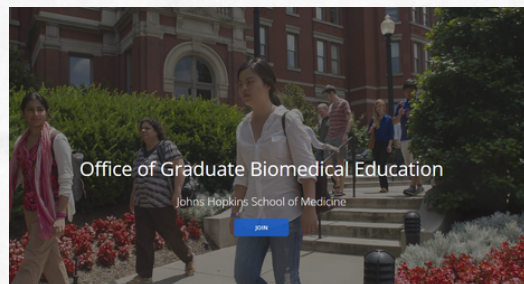 Office of Graduate Biomedical Education
Johns Hopkins School of Medicine
JOIN